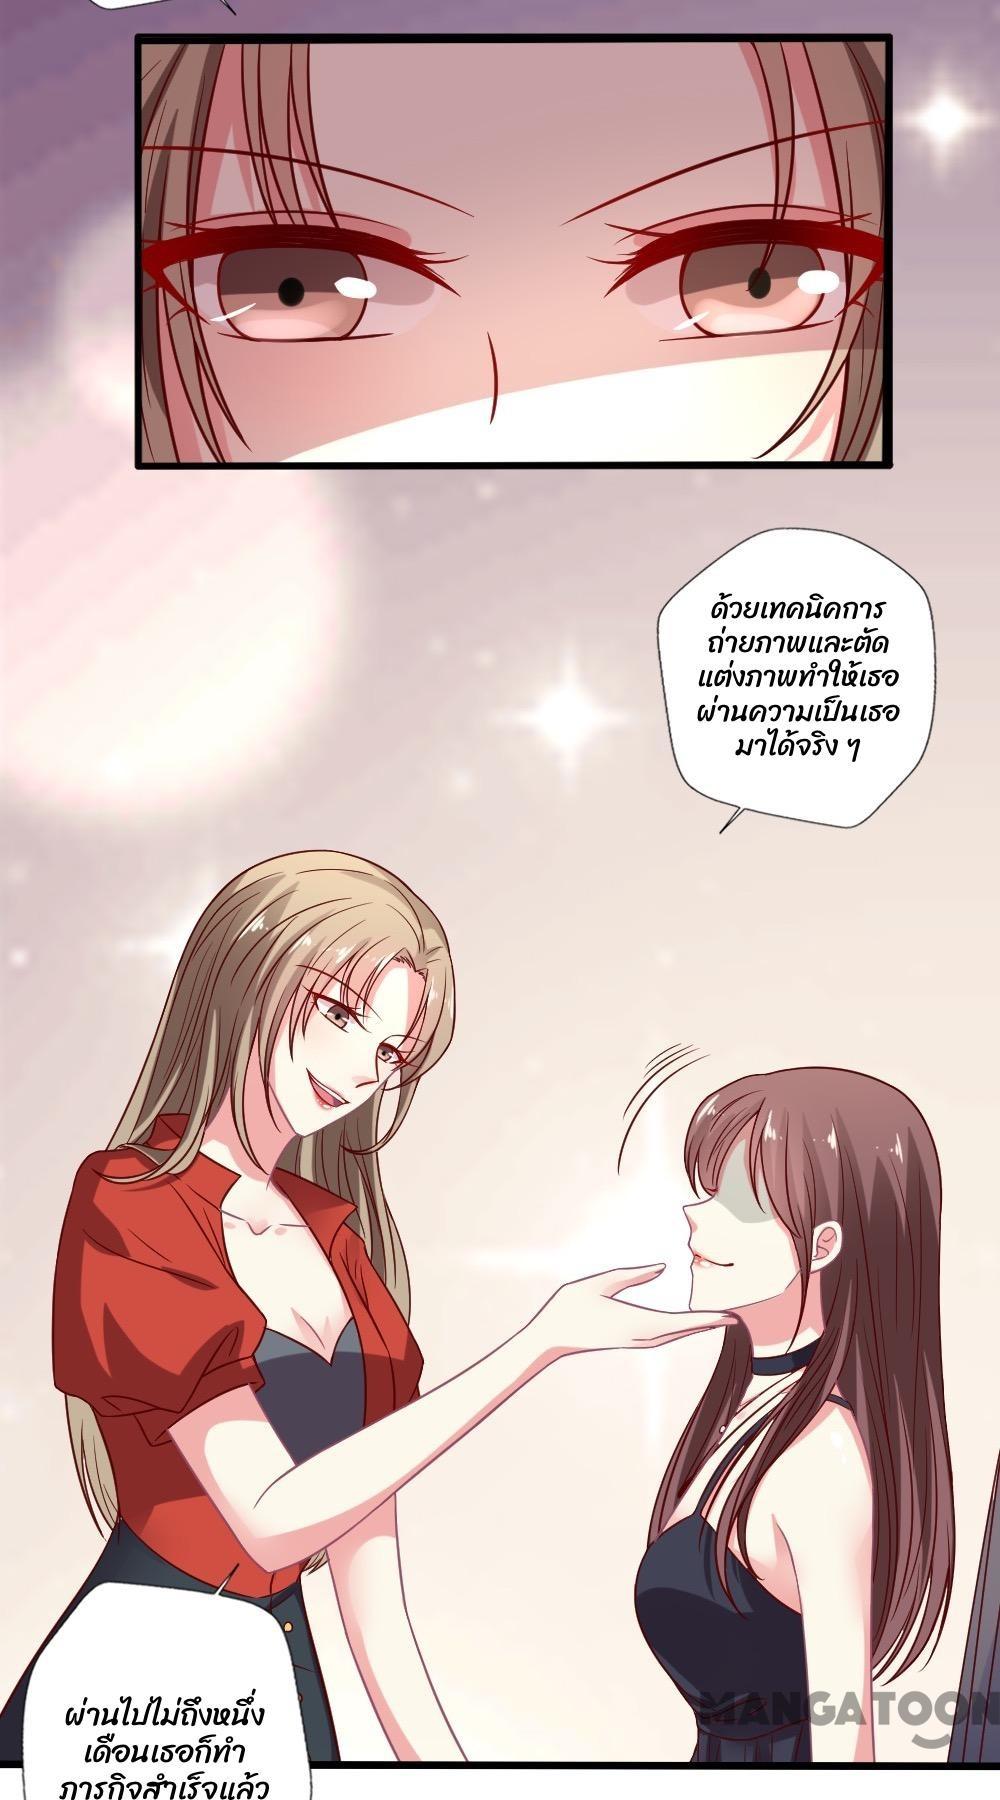 ด้วยเทคนิคการ
ถ่ายภาพและตัด
แต่งภาพทำให้เธอ
ผ่านความเป็นเธอ
มาได้จริง ๆ
ผ่านไปไม่ถึงหนึ่ง
เดือนเธอก็ทำ
ภารกิจสำเร็จแล้ว
MANGATOON